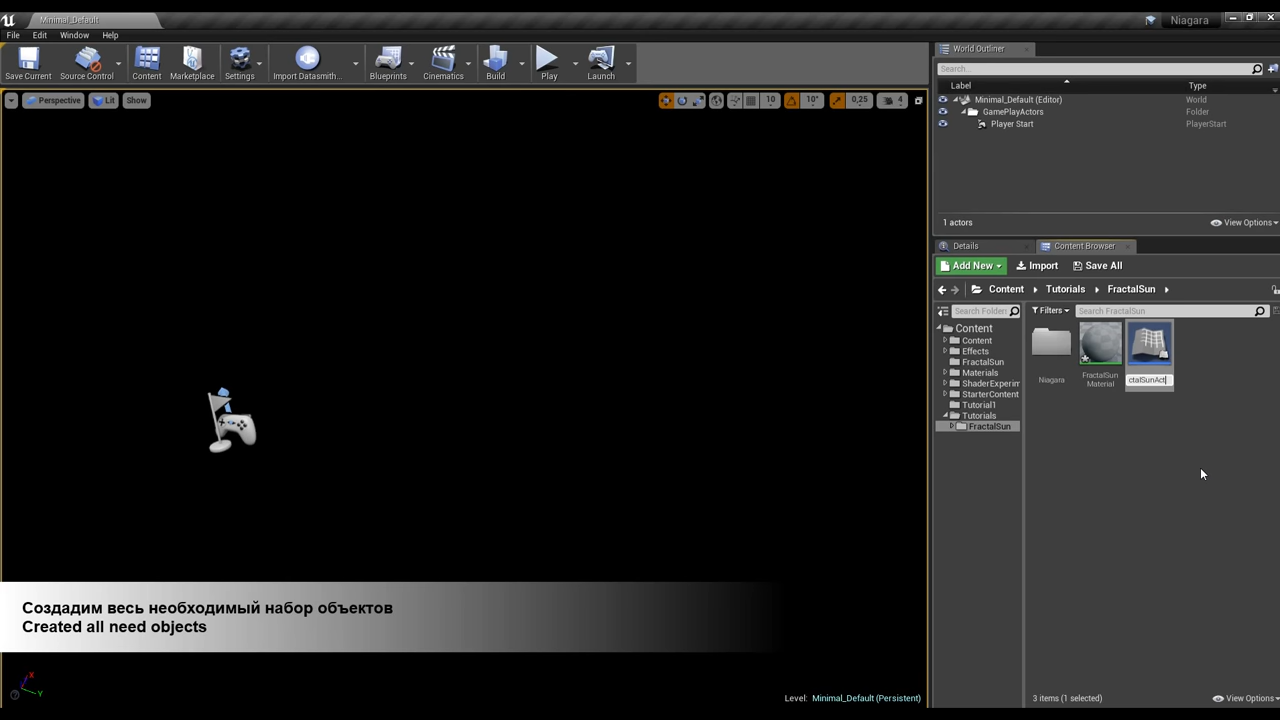 Minimal_Default
Niagara
File Edit Window Help
Save Current Source Control Content Marketplace Settings Import Datasmith... Blueprints Cinematics Build Play Launch
Perspective Lit Show 10 10° 0,25 4
World Outliner
Search...
Label Type
Minimal_Default (Editor) World
GamePlayActors Folder
Player Start PlayerStart
1 actors View Options
Details Content Browser
Add New Import Save All
Content Tutorials FractalSun
Search Folders Filters Search FractalSun
Content
Content
Effects
FractalSun
Materials
ShaderExperim
StarterContent
Tutorial1
Tutorials
FractalSun
Niagara
FractalSun
Material
ctalSunAct
Создадим весь необходимый набор объектов
Created all need objects
X
Y
Level: Minimal_Default (Persistent)
3 items (1 selected) View Options